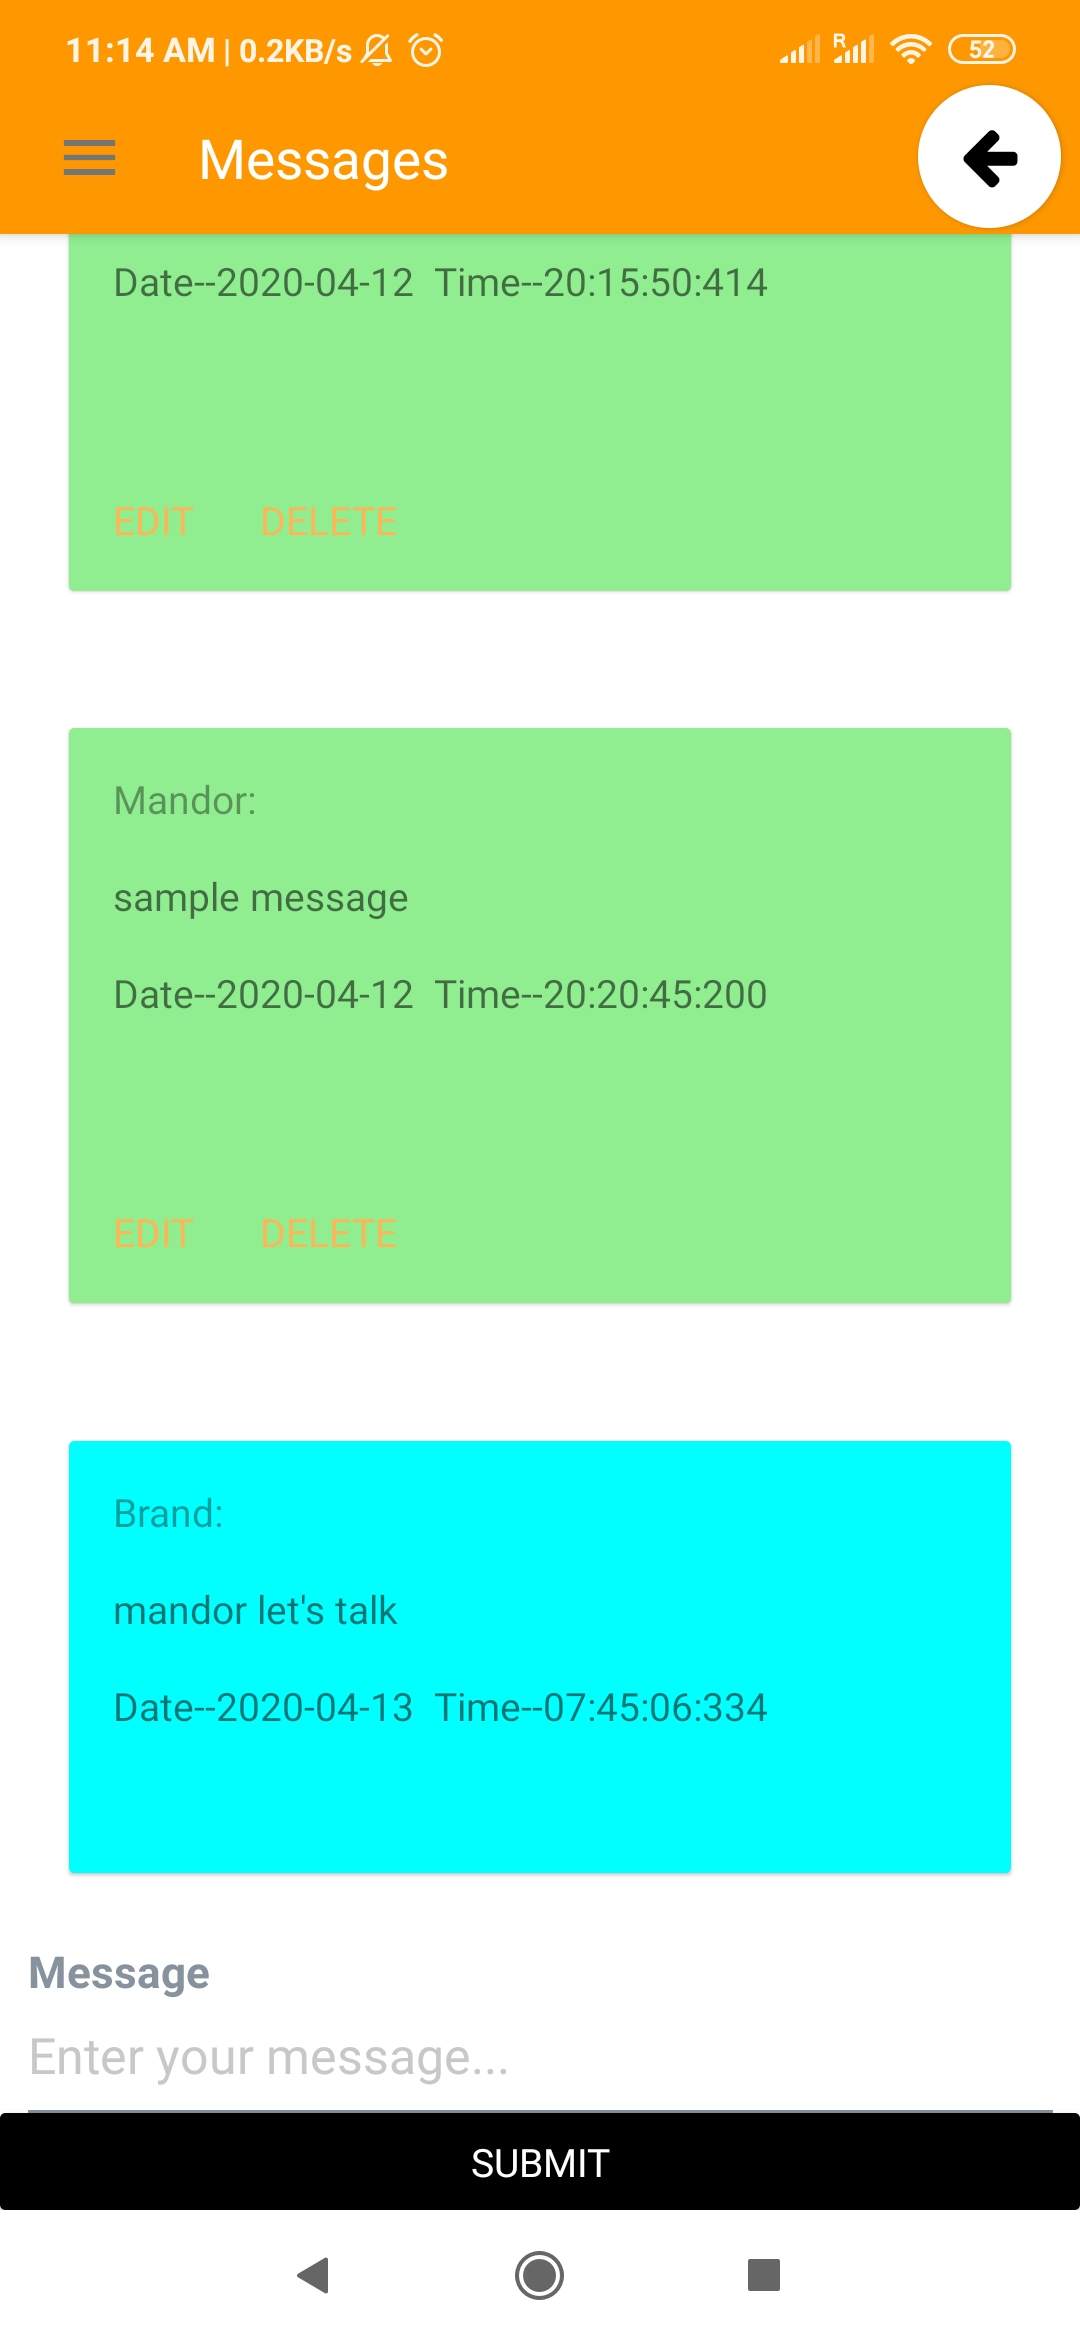 11:14 AM | 0.2KB/s R 52
Messages
Date--2020-04-12 Time--20:15:50:414
EDIT DELETE
Mandor:
sample message
Date--2020-04-12 Time--20:20:45:200
EDIT DELETE
Brand:
mandor let's talk
Date--2020-04-13 Time--07:45:06:334
Message
Enter your message...
SUBMIT